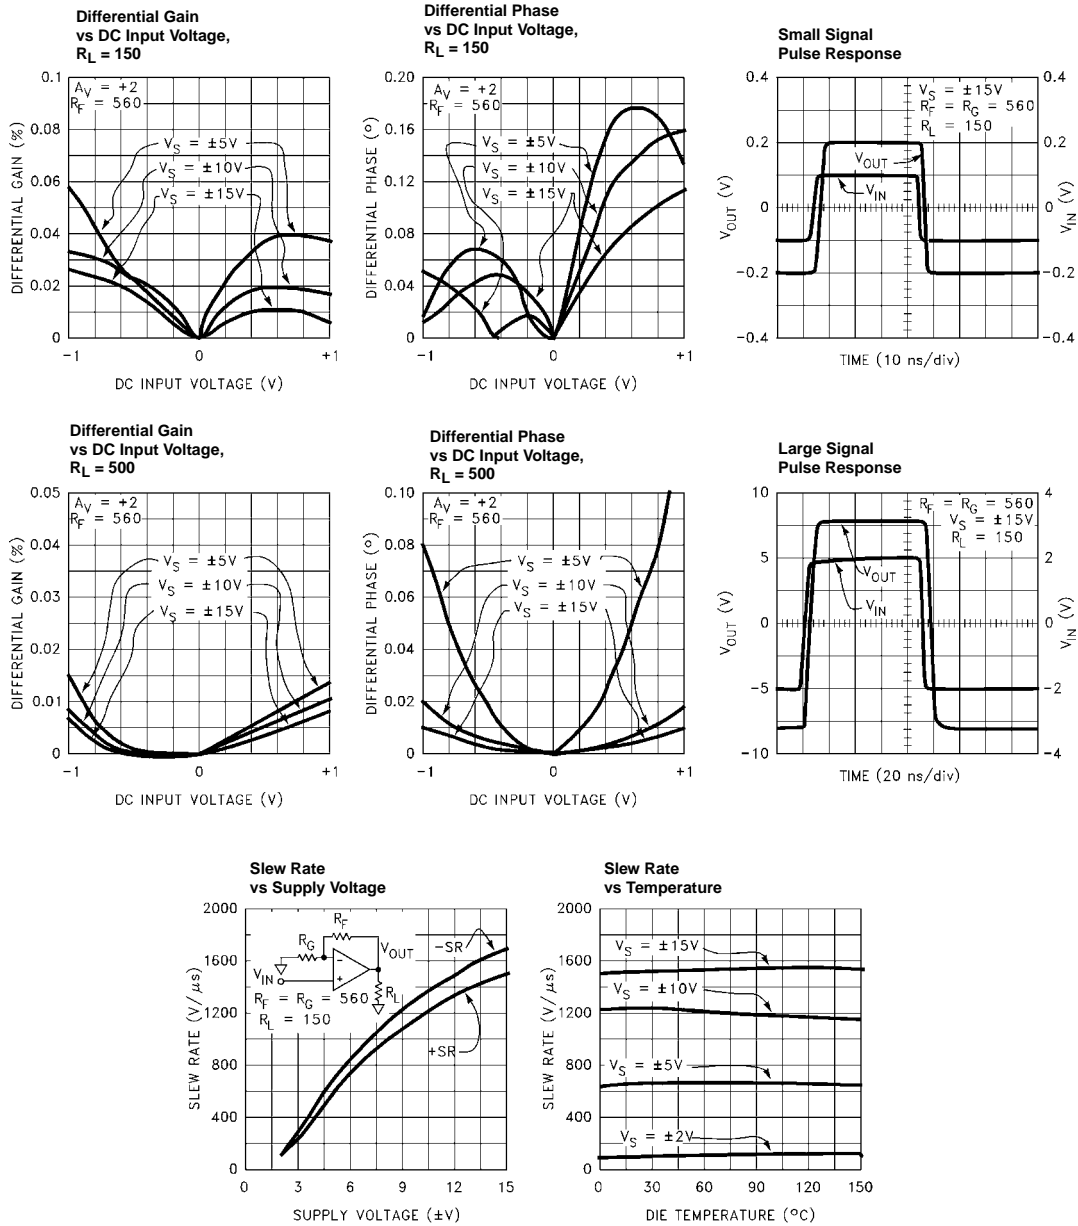 Differential Gain
vs DC Input Voltage,
RL = 150
AV = +2
RF = 560
VS = ±5V
VS = ±10V
VS = ±15V
DIFFERENTIAL GAIN (%)
0.1
0.08
0.06
0.04
0.02
0
−1
0
+1
DC INPUT VOLTAGE (V)
Differential Phase
vs DC Input Voltage,
RL = 150
AV = +2
RF = 560
VS = ±5V
VS = ±10V
VS = ±15V
DIFFERENTIAL PHASE (°)
0.20
0.16
0.12
0.08
0.04
0
−1
0
+1
DC INPUT VOLTAGE (V)
Small Signal
Pulse Response
VS = ±15V
RF = RG = 560
RL = 150
VOUT
VIN
VOUT (V)
0.4
0.2
0
−0.2
−0.4
VIN (V)
0.4
0.2
0
−0.2
−0.4
TIME (10 ns/div)
Differential Gain
vs DC Input Voltage,
RL = 500
AV = +2
RF = 560
VS = ±5V
VS = ±10V
VS = ±15V
DIFFERENTIAL GAIN (%)
0.05
0.04
0.03
0.02
0.01
0
−1
0
+1
DC INPUT VOLTAGE (V)
Differential Phase
vs DC Input Voltage,
RL = 500
AV = +2
RF = 560
VS = ±5V
VS = ±10V
VS = ±15V
DIFFERENTIAL PHASE (°)
0.10
0.08
0.06
0.04
0.02
0
−1
0
+1
DC INPUT VOLTAGE (V)
Large Signal
Pulse Response
RF = RG = 560
VS = ±15V
RL = 150
VOUT
VIN
VOUT (V)
10
5
0
−5
−10
VIN (V)
4
2
0
−2
−4
TIME (20 ns/div)
Slew Rate
vs Supply Voltage
RF
RG
VOUT
VIN
−
+
RL
RF = RG = 560
RL = 150
−SR
+SR
SLEW RATE (V/µs)
2000
1600
1200
800
400
0
0
3
6
9
12
15
SUPPLY VOLTAGE (±V)
Slew Rate
vs Temperature
VS = ±15V
VS = ±10V
VS = ±5V
VS = ±2V
SLEW RATE (V/µs)
2000
1600
1200
800
400
0
0
30
60
90
120
150
DIE TEMPERATURE (°C)